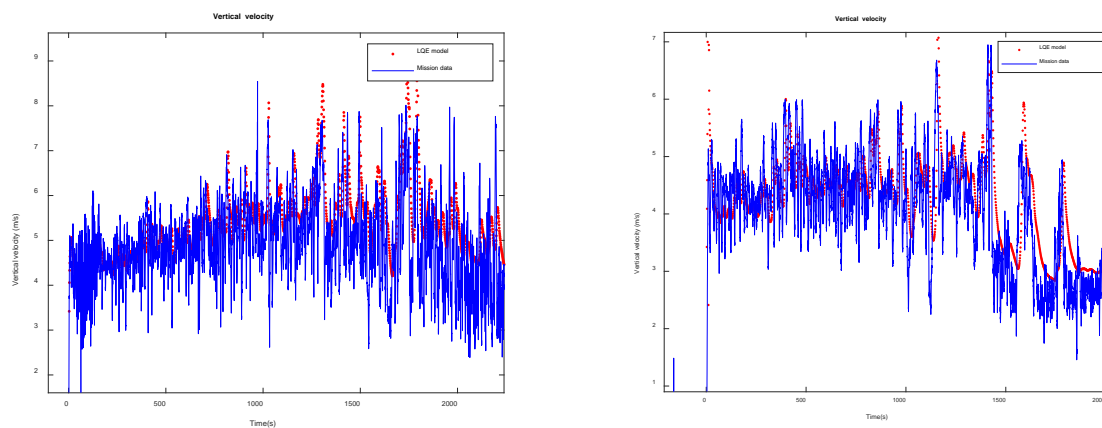 Vertical velocity
LQE model
Mission data
9
8
7
6
5
4
3
2
Vertical velocity (m/s)
0
500
1000
1500
2000
Time(s)
Vertical velocity
LQE model
Mission data
7
6
5
4
3
2
1
Vertical velocity (m/s)
0
500
1000
1500
2000
Time(s)